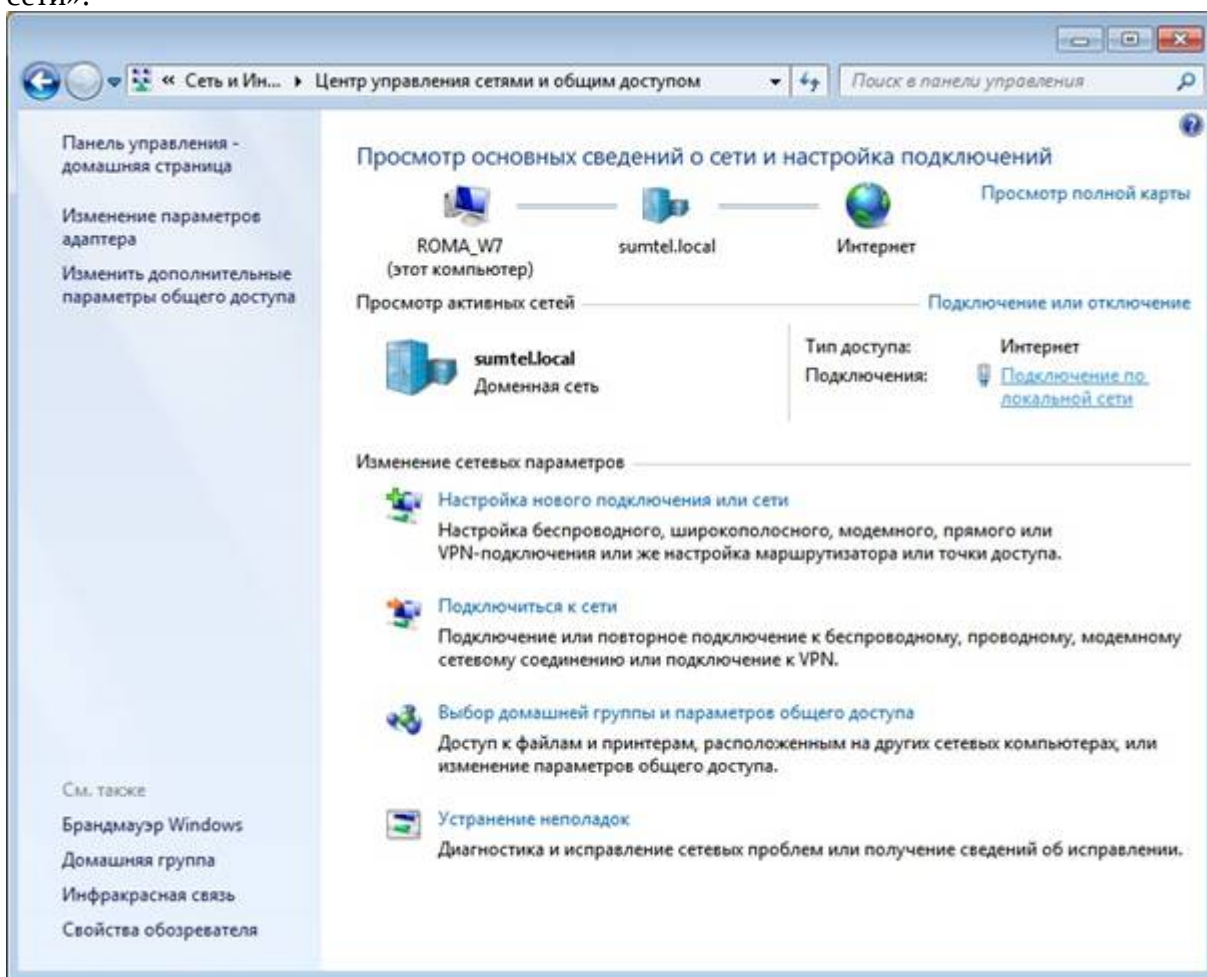 сети».
« Сеть и Ин... Центр управления сетями и общим доступом Поиск в панели управления
Панель управления -
домашняя страница
Изменение параметров
адаптера
Изменить дополнительные
параметры общего доступа
Просмотр основных сведений о сети и настройка подключений
Просмотр полной карты
ROMA_W7 sumtel.local Интернет
(этот компьютер)
Просмотр активных сетей Подключение или отключение
sumtel.local
Доменная сеть
Тип доступа: Интернет
Подключения: Подключение по
локальной сети
Изменение сетевых параметров
Настройка нового подключения или сети
Настройка беспроводного, широкополосного, модемного, прямого или
VPN-подключения или же настройка маршрутизатора или точки доступа.
Подключиться к сети
Подключение или повторное подключение к беспроводному, проводному, модемному
сетевому соединению или подключение к VPN.
Выбор домашней группы и параметров общего доступа
Доступ к файлам и принтерам, расположенным на других сетевых компьютерах, или
изменение параметров общего доступа.
Устранение неполадок
Диагностика и исправление сетевых проблем или получение сведений об исправлении.
См. также
Брандмауэр Windows
Домашняя группа
Инфракрасная связь
Свойства обозревателя